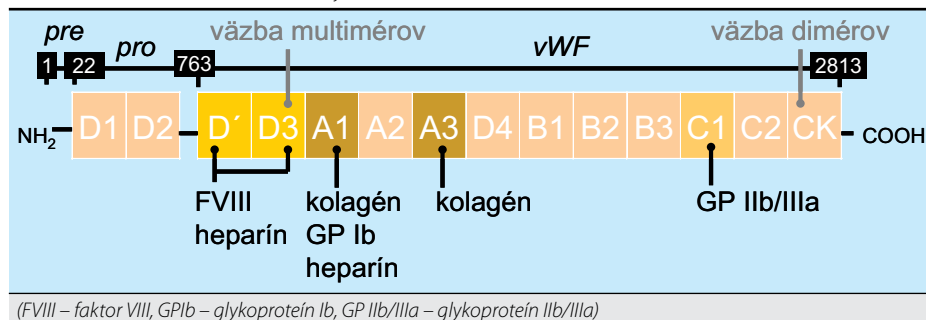 pre
pro
väzba multimérov
vWF
väzba dimérov
1
22
763
2813
NH2
D1 D2 D´ D3 A1 A2 A3 D4 B1 B2 B3 C1 C2 CK
COOH
FVIII
heparín
kolagén
GP Ib
heparín
kolagén
GP IIb/IIIa
(FVIII – faktor VIII, GPIb – glykoproteín Ib, GP IIb/IIIa – glykoproteín IIb/IIIa)